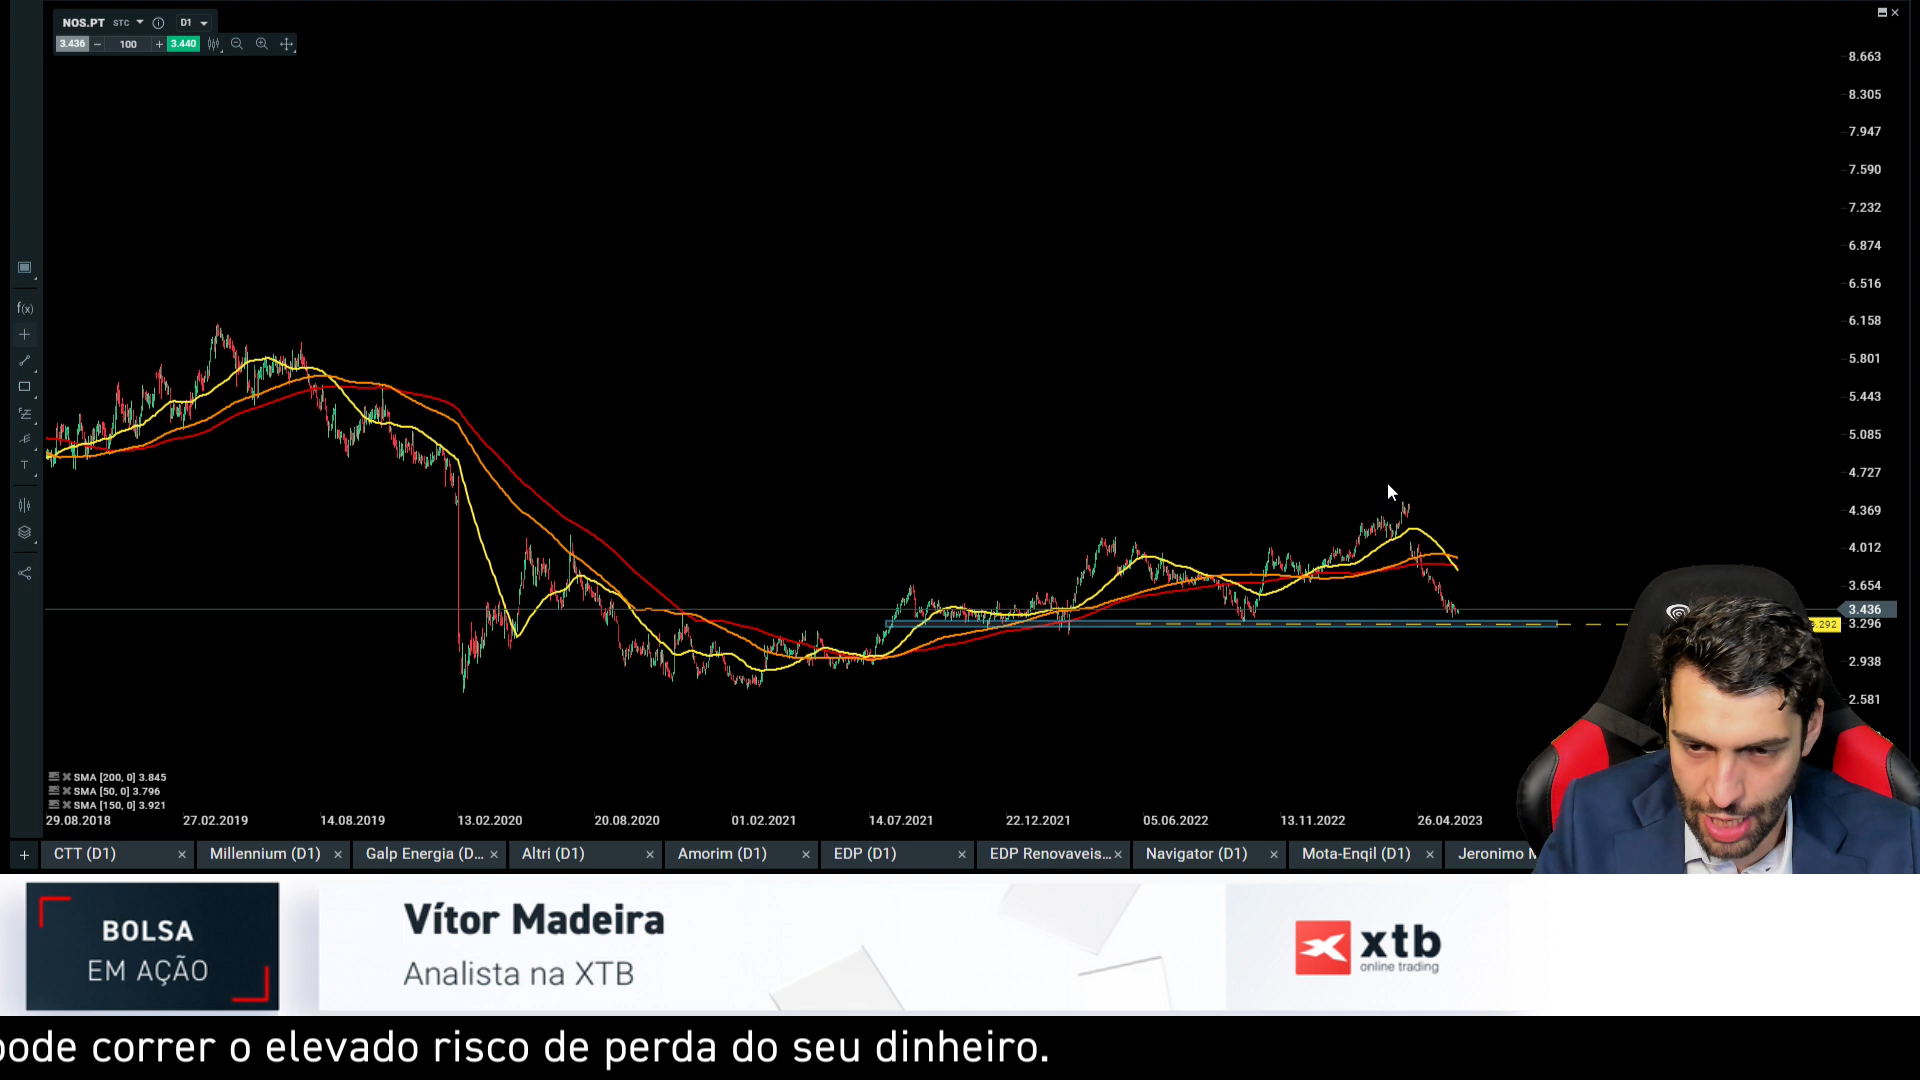 NOS.PT STC D1
3.436 − 100 + 3.440
8.663
8.305
7.947
7.590
7.232
6.874
6.516
6.158
5.801
5.443
5.085
4.727
4.369
4.012
3.654
3.436
3.296
3.292
2.938
2.581
f(x)
T
SMA [200, 0] 3.845
SMA [50, 0] 3.796
SMA [150, 0] 3.921
29.08.2018 27.02.2019 14.08.2019 13.02.2020 20.08.2020 01.02.2021 14.07.2021 22.12.2021 05.06.2022 13.11.2022 26.04.2023
+ CTT (D1) × Millennium (D1) × Galp Energia (D... × Altri (D1) × Amorim (D1) × EDP (D1) × EDP Renovaveis... × Navigator (D1) × Mota-Enqil (D1) × Jeronimo M
BOLSA
EM AÇÃO
Vítor Madeira
Analista na XTB
xtb
online trading
pode correr o elevado risco de perda do seu dinheiro.